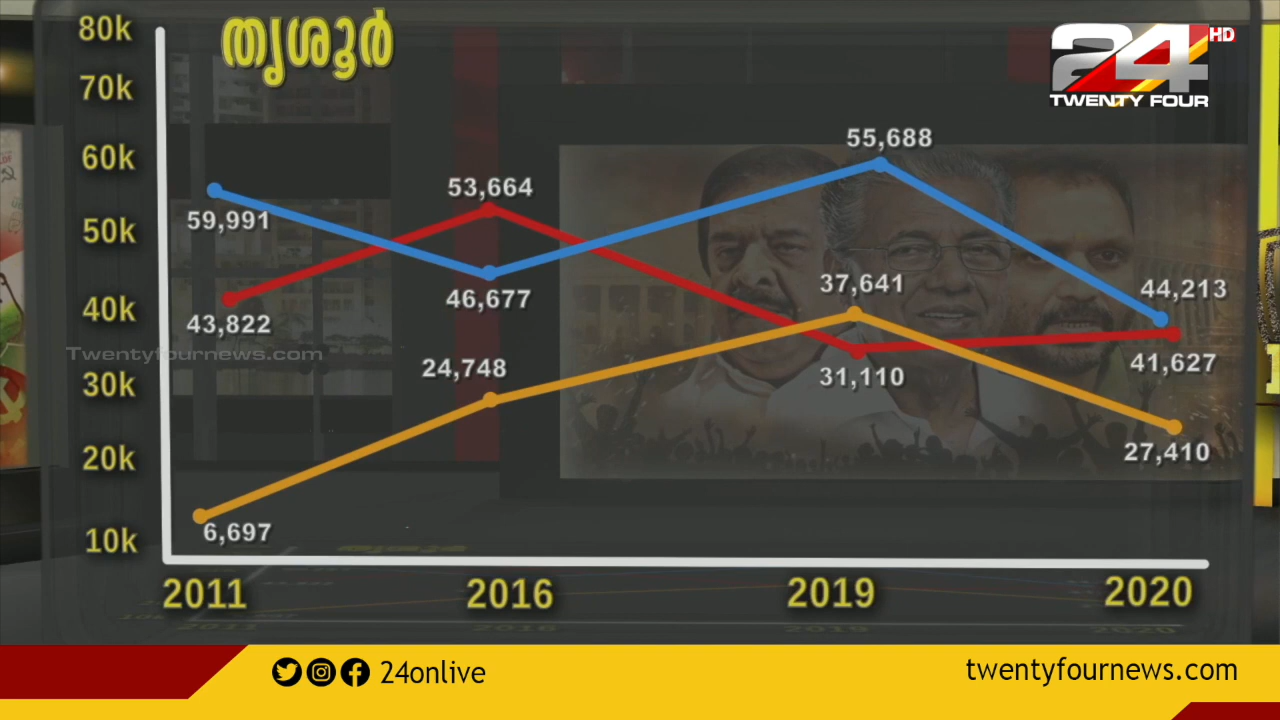 തൃശൂർ
24 HD
TWENTY FOUR
80k
70k
60k
50k
40k
30k
20k
10k
59,991
43,822
6,697
53,664
46,677
24,748
55,688
37,641
31,110
44,213
41,627
27,410
Twentyfournews.com
2011 2016 2019 2020
24onlive
twentyfournews.com